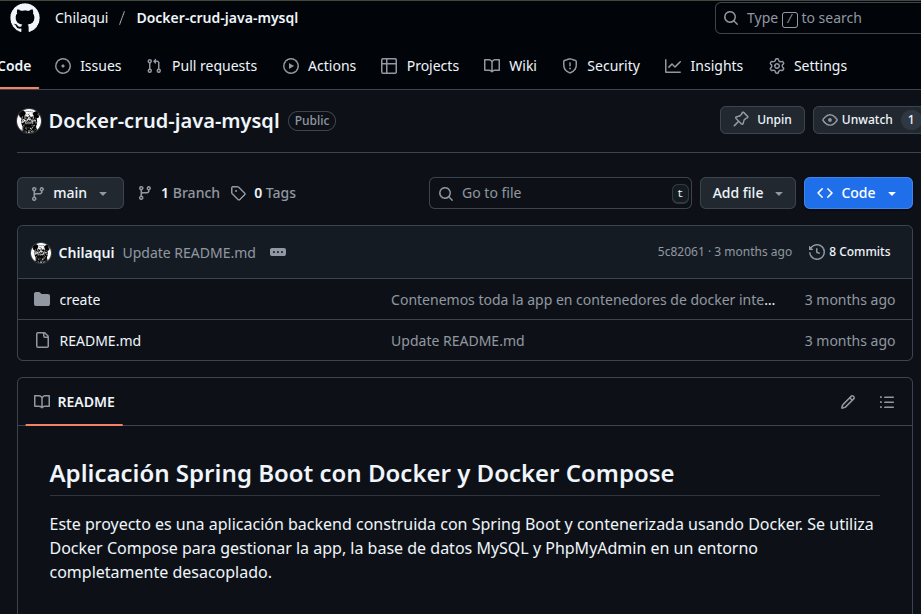 Chilaqui / Docker-crud-java-mysql
Type / to search
Code Issues Pull requests Actions Projects Wiki Security Insights Settings
Docker-crud-java-mysql Public
Unpin Unwatch 1
main 1 Branch 0 Tags
Go to file t
Add file Code
Chilaqui Update README.md 5c82061 · 3 months ago 8 Commits
create Contenemos toda la app en contenedores de docker inte... 3 months ago
README.md Update README.md 3 months ago
README
Aplicación Spring Boot con Docker y Docker Compose
Este proyecto es una aplicación backend construida con Spring Boot y contenerizada usando Docker. Se utiliza
Docker Compose para gestionar la app, la base de datos MySQL y PhpMyAdmin en un entorno
completamente desacoplado.